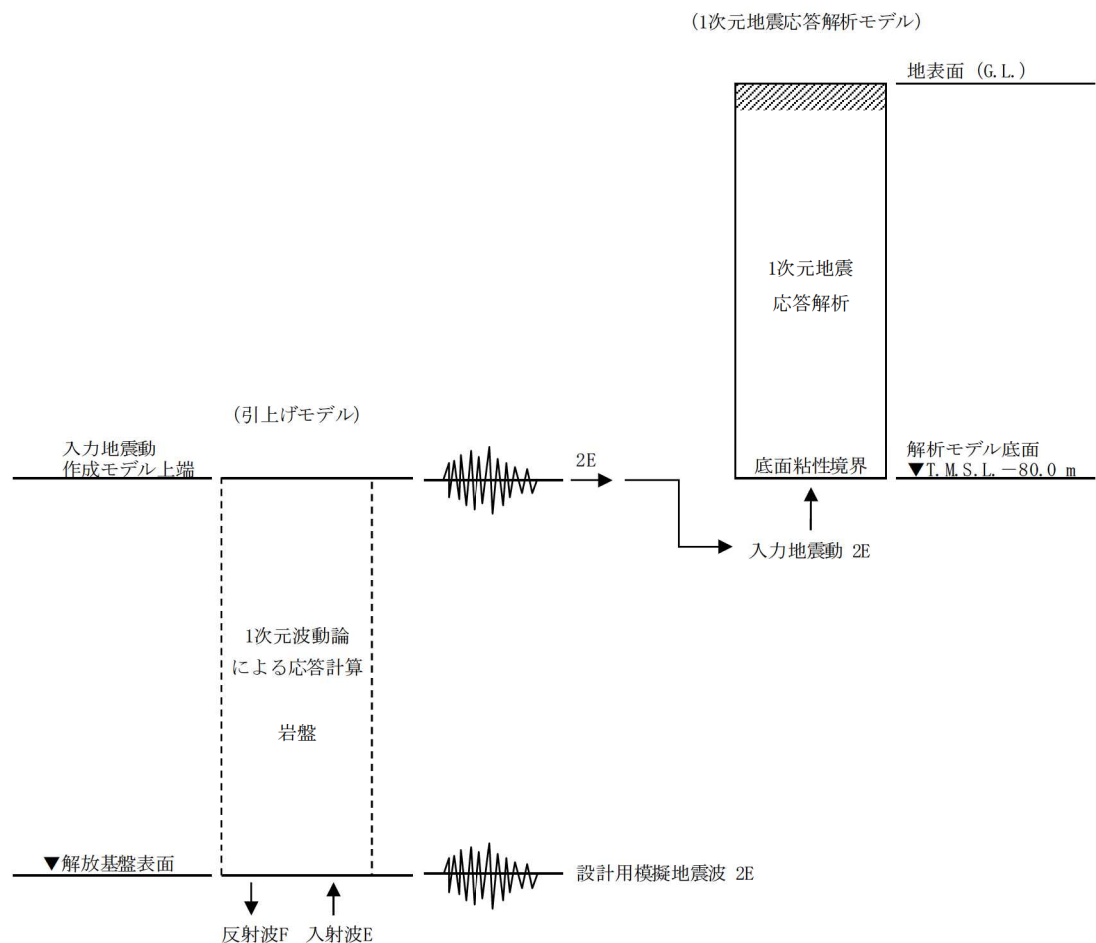 (1次元地震応答解析モデル)
地表面 (G.L.)
1次元地震
応答解析
(引上げモデル)
入力地震動
作成モデル上端
2E
底面粘性境界
解析モデル底面
▼T.M.S.L.−80.0 m
入力地震動 2E
1次元波動論
による応答計算
岩盤
▼解放基盤表面
設計用模擬地震波 2E
反射波F
入射波E